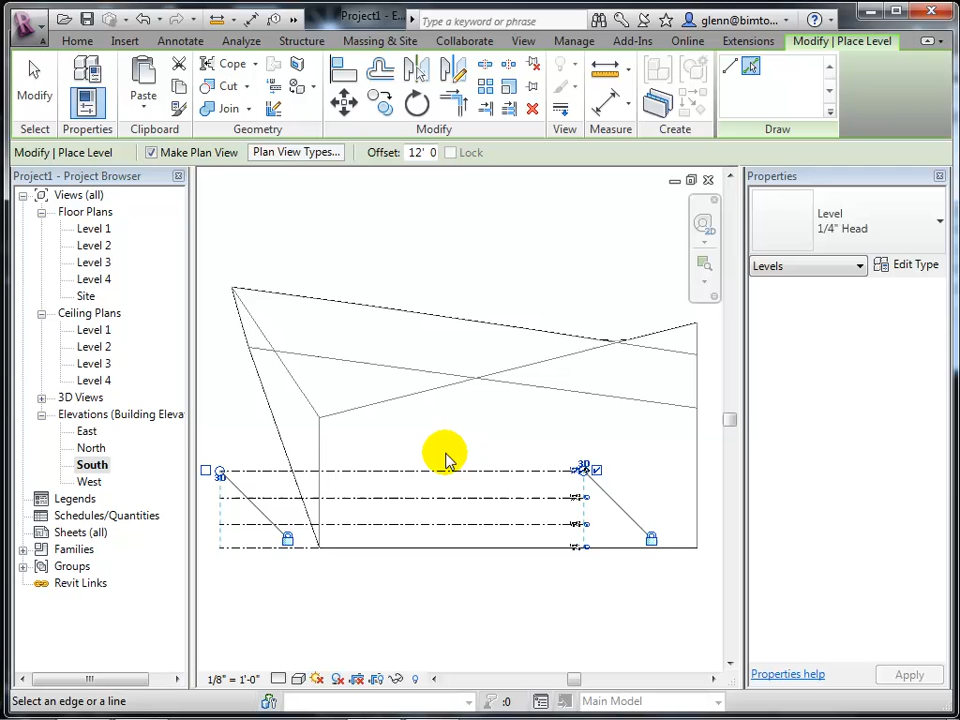 Project1 - E...
Type a keyword or phrase
glenn@bimto...
Home Insert Annotate Analyze Structure Massing & Site Collaborate View Manage Add-Ins Online Extensions Modify | Place Level
Modify
Paste
Cope
Cut
Join
Select Properties Clipboard Geometry Modify View Measure Create Draw
Modify | Place Level Make Plan View Plan View Types... Offset: 12' 0 Lock
Project1 - Project Browser
Views (all)
Floor Plans
Level 1
Level 2
Level 3
Level 4
Site
Ceiling Plans
Level 1
Level 2
Level 3
Level 4
3D Views
Elevations (Building Eleva
East
North
South
West
Legends
Schedules/Quantities
Sheets (all)
Families
Groups
Revit Links
2D
3D
3D
Properties
Level
1/4" Head
Levels
Edit Type
Properties help
Apply
1/8" = 1'-0"
Select an edge or a line
:0
Main Model